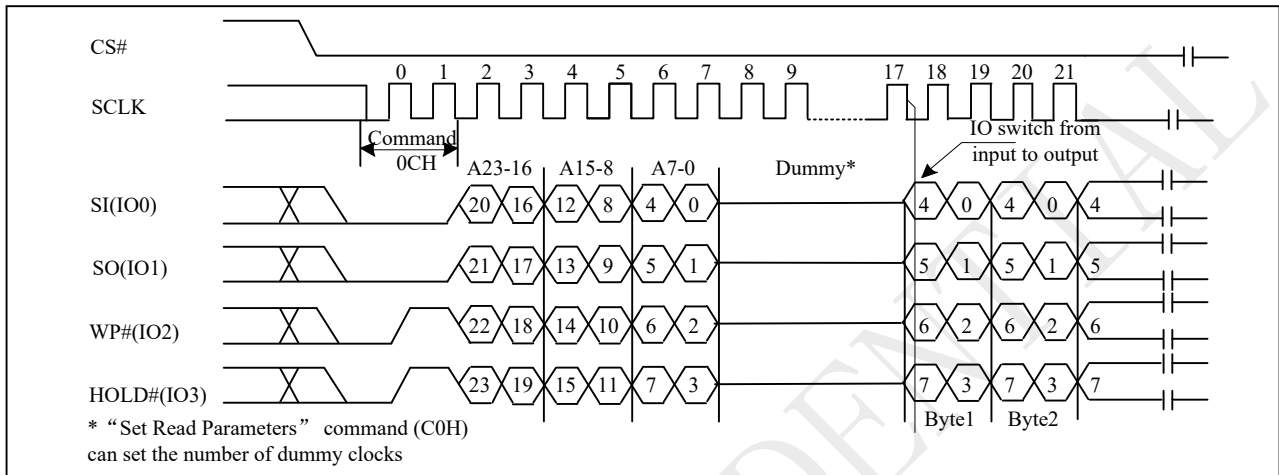 CS#
0 1 2 3 4 5 6 7 8 9 17 18 19 20 21
SCLK
Command
0CH
IO switch from
input to output
A23-16 A15-8 A7-0 Dummy*
SI(IO0) 20 16 12 8 4 0 4 0 4 0 4
SO(IO1) 21 17 13 9 5 1 5 1 5 1 5
WP#(IO2) 22 18 14 10 6 2 6 2 6 2 6
HOLD#(IO3) 23 19 15 11 7 3 7 3 7 3 7
Byte1 Byte2
* “Set Read Parameters” command (C0H)
can set the number of dummy clocks
DENTIAL